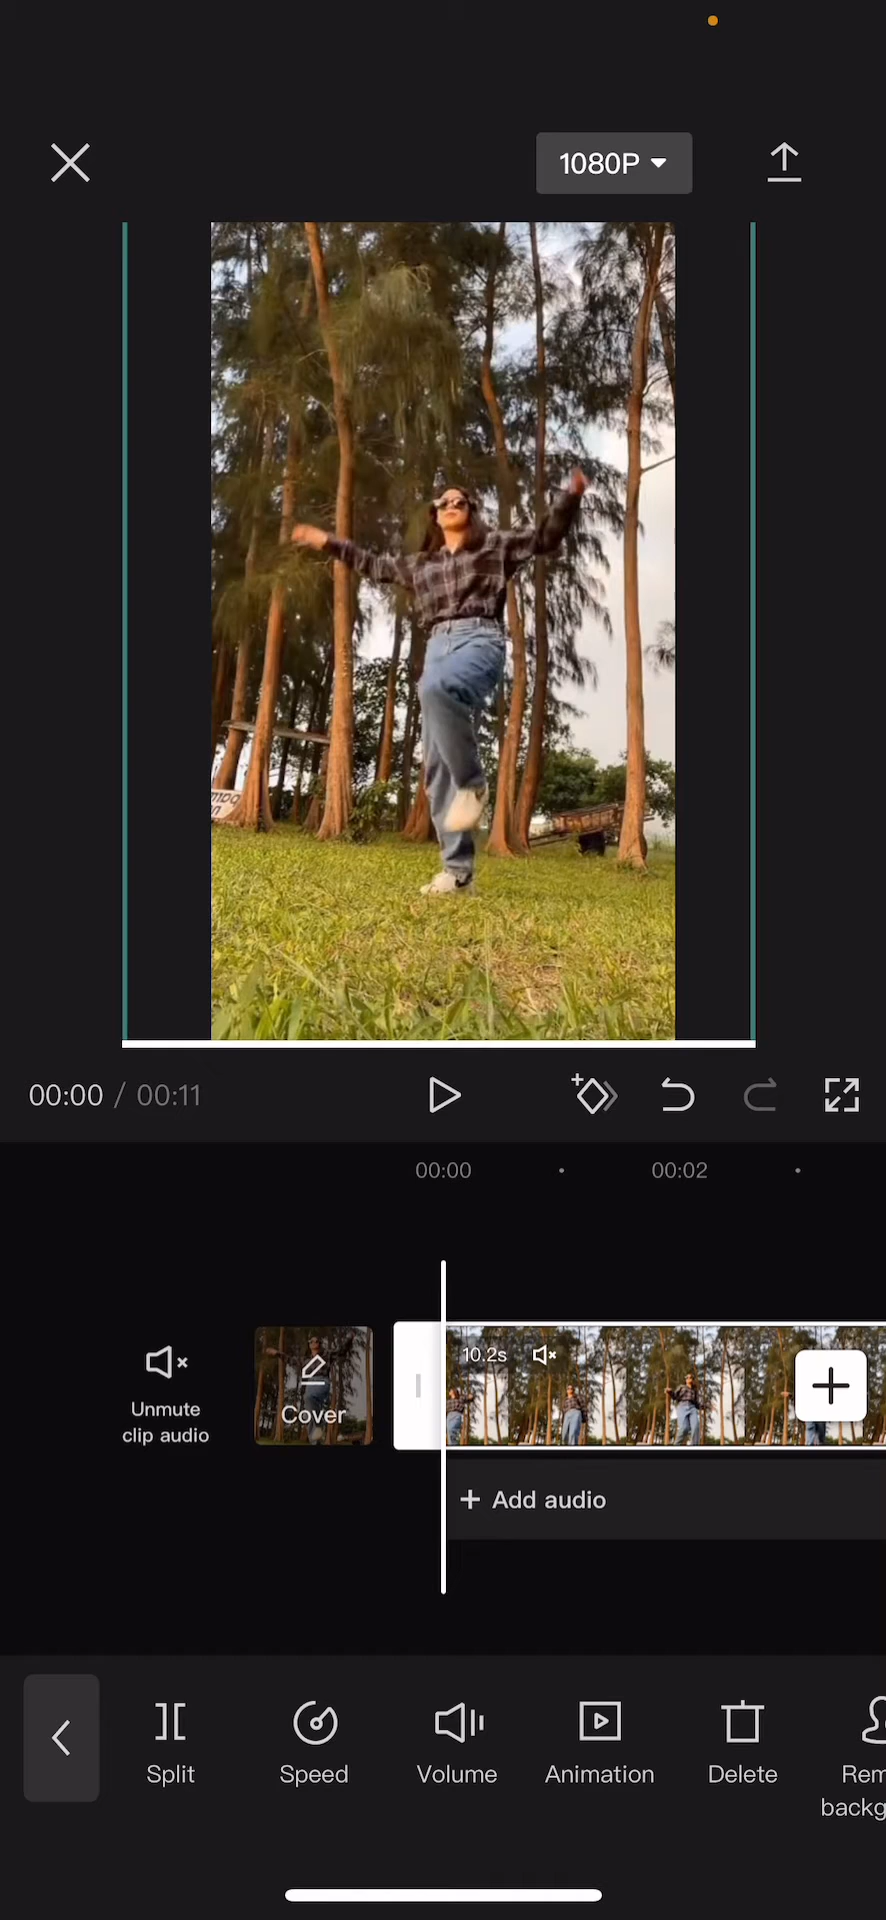 1080P
00:00 / 00:11
00:00
00:02
10.2s
Unmute
clip audio
Cover
+ Add audio
Split
Speed
Volume
Animation
Delete
Rem
backg